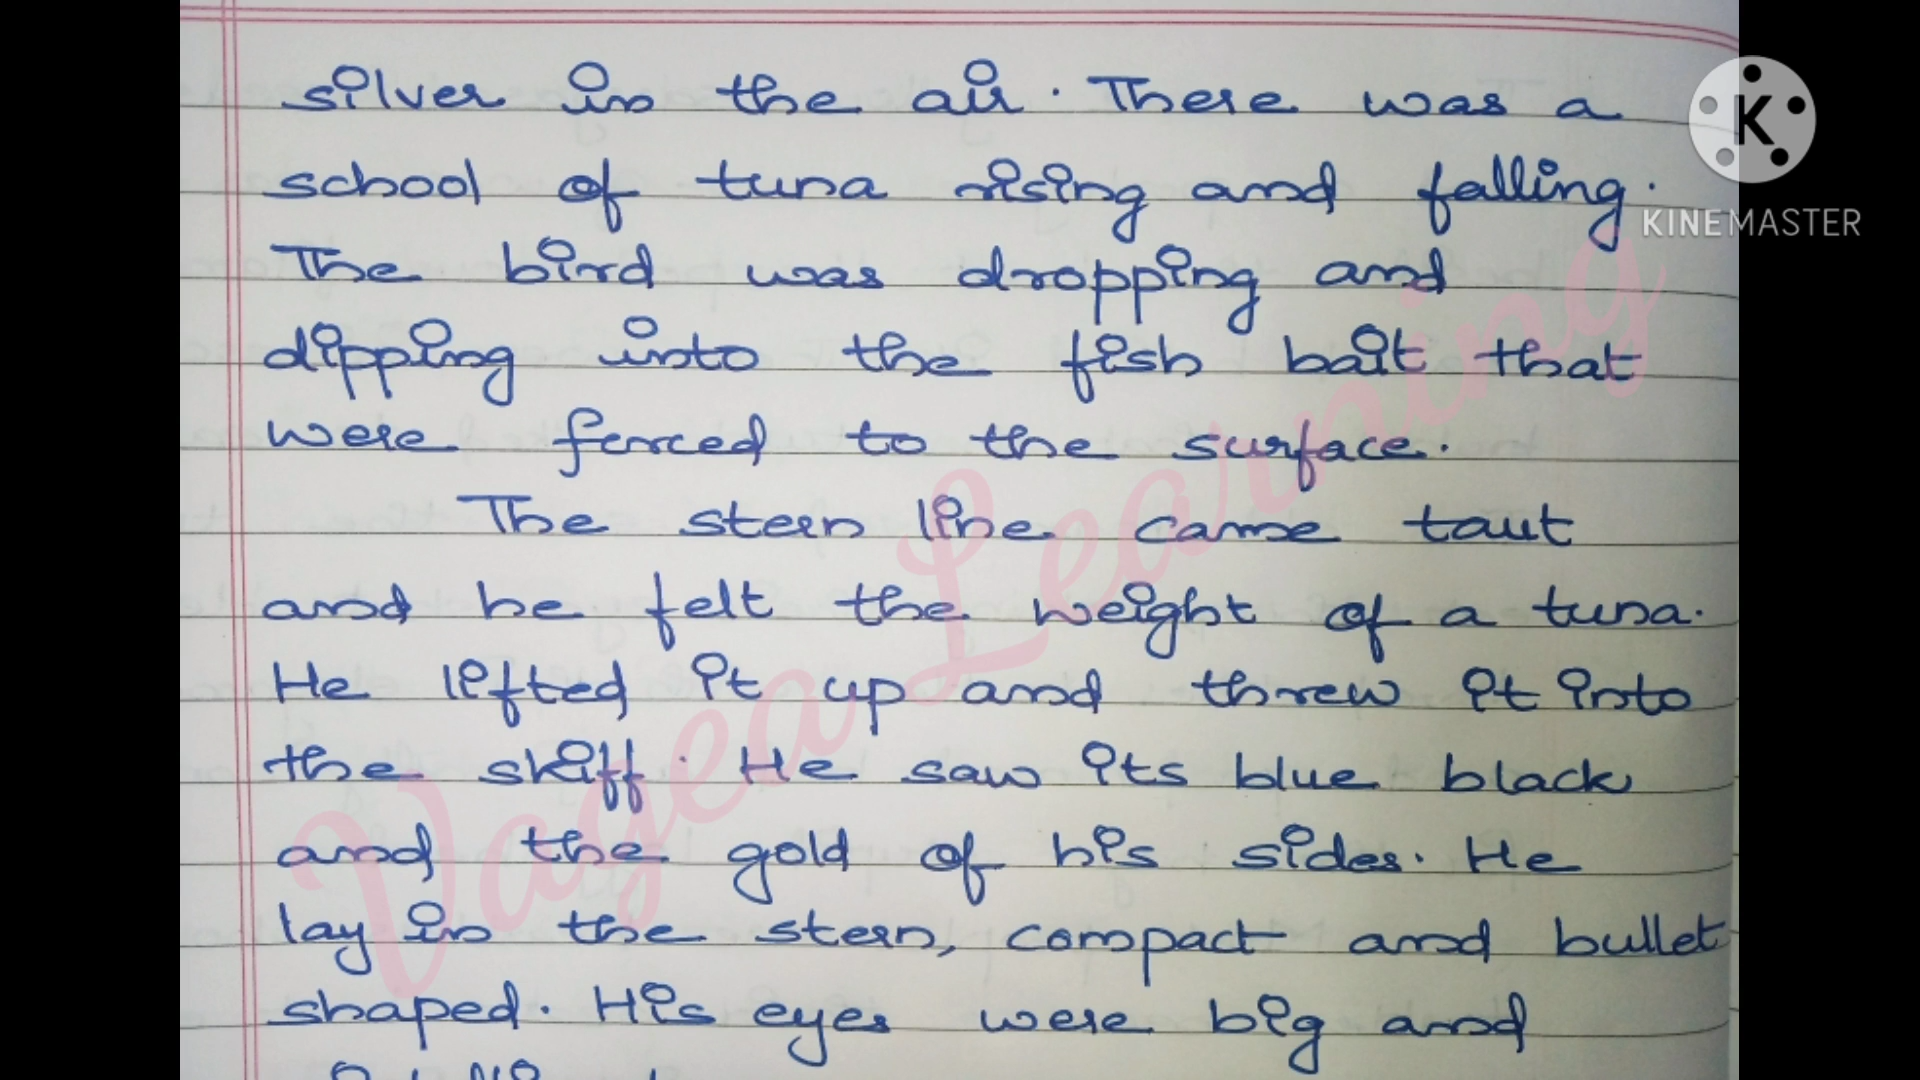 silver in the air. There was a
school of tuna rising and falling.
The bird was dropping and
dipping into the fish bait that
were forced to the surface.
The stern line came taut
and he felt the weight of a tuna.
He lifted it up and threw it into
the skiff. He saw its blue black
and the gold of his sides. He
lay in the stern, compact and bullet
shaped. His eyes were big and
K
KINEMASTER
Vagea Learning